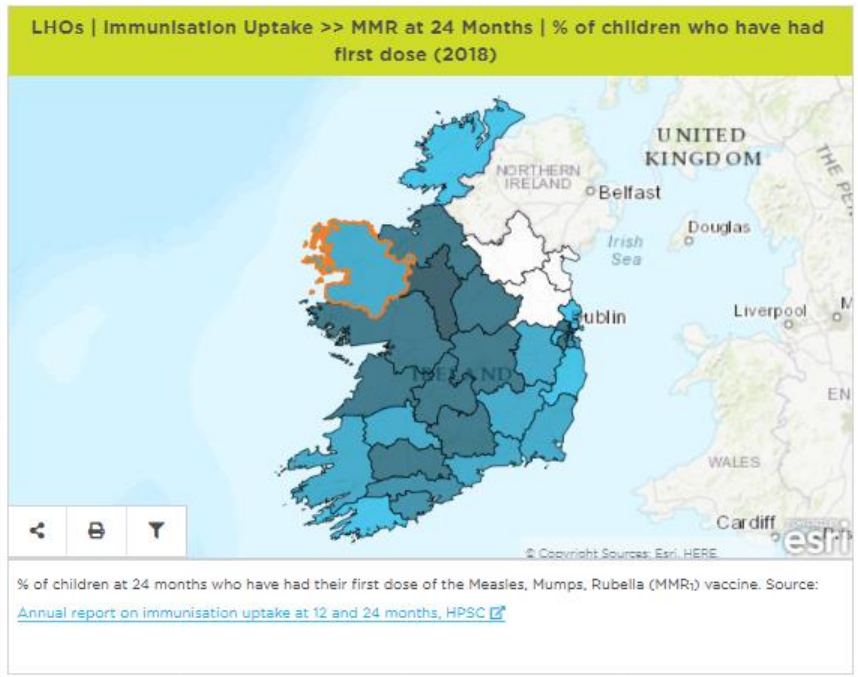 LHOs | Immunisation Uptake >> MMR at 24 Months | % of children who have had
first dose (2018)
UNITED
KINGDOM
NORTHERN
IRELAND
Belfast
THE
Douglas
Irish
Sea
Liverpool
M
ublin
IRELAND
EN
WALES
Cardiff
esri
© Copyright Sources: Esri, HERE,
% of children at 24 months who have had their first dose of the Measles, Mumps, Rubella (MMR₁) vaccine. Source:
Annual report on immunisation uptake at 12 and 24 months, HPSC